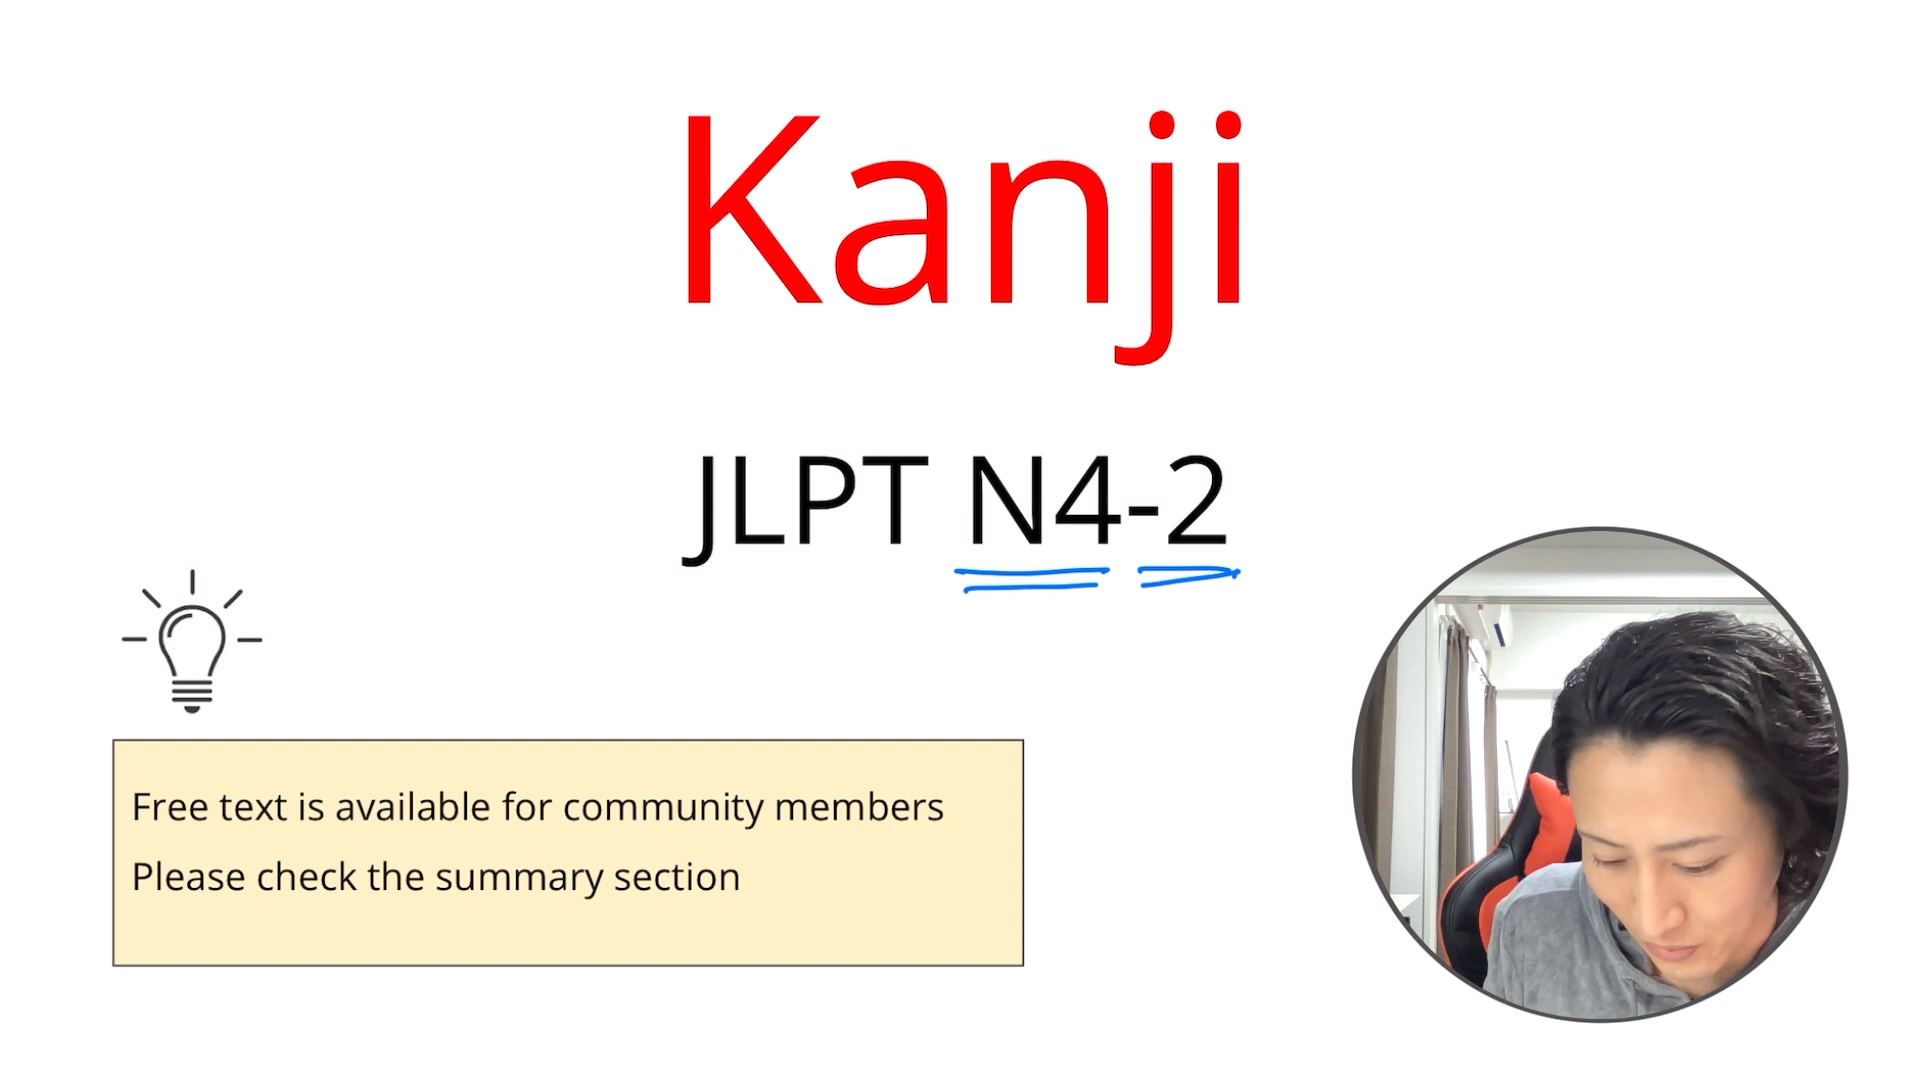 Kanji
JLPT N4-2
Free text is available for community members
Please check the summary section